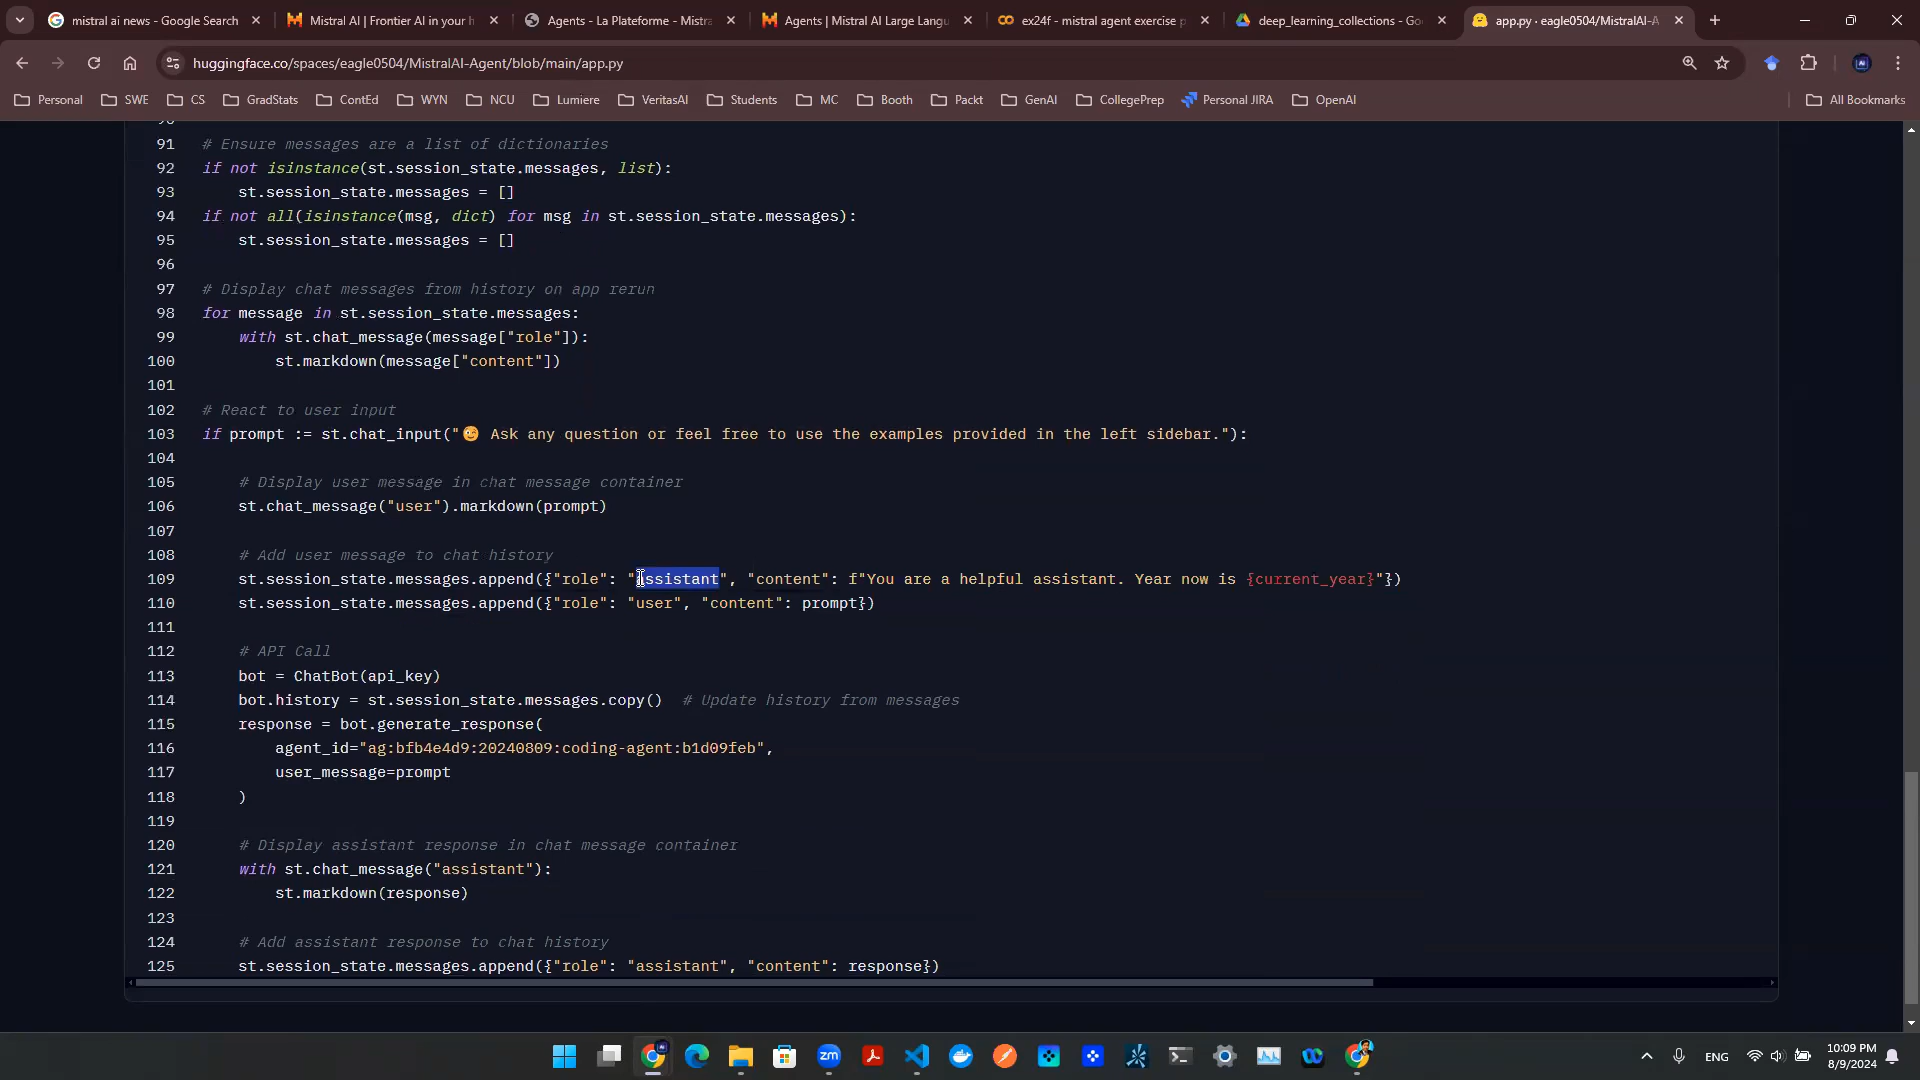 mistral ai news - Google Search
Mistral AI | Frontier AI in your h
Agents - La Plateforme - Mistra
Agents | Mistral AI Large Langu
ex24f - mistral agent exercise p
deep_learning_collections - Go
app.py · eagle0504/MistralAI-A
huggingface.co/spaces/eagle0504/MistralAI-Agent/blob/main/app.py
Personal SWE CS GradStats ContEd WYN NCU Lumiere VeritasAI Students MC Booth Packt GenAI CollegePrep Personal JIRA OpenAI All Bookmarks
90
91 # Ensure messages are a list of dictionaries
92 if not isinstance(st.session_state.messages, list):
93 st.session_state.messages = []
94 if not all(isinstance(msg, dict) for msg in st.session_state.messages):
95 st.session_state.messages = []
96
97 # Display chat messages from history on app rerun
98 for message in st.session_state.messages:
99 with st.chat_message(message["role"]):
100 st.markdown(message["content"])
101
102 # React to user input
103 if prompt := st.chat_input("😉 Ask any question or feel free to use the examples provided in the left sidebar."):
104
105 # Display user message in chat message container
106 st.chat_message("user").markdown(prompt)
107
108 # Add user message to chat history
109 st.session_state.messages.append({"role": "assistant", "content": f"You are a helpful assistant. Year now is {current_year}"})
110 st.session_state.messages.append({"role": "user", "content": prompt})
111
112 # API Call
113 bot = ChatBot(api_key)
114 bot.history = st.session_state.messages.copy() # Update history from messages
115 response = bot.generate_response(
116 agent_id="ag:bfb4e4d9:20240809:coding-agent:b1d09feb",
117 user_message=prompt
118 )
119
120 # Display assistant response in chat message container
121 with st.chat_message("assistant"):
122 st.markdown(response)
123
124 # Add assistant response to chat history
125 st.session_state.messages.append({"role": "assistant", "content": response})
zm
ENG
10:09 PM
8/9/2024